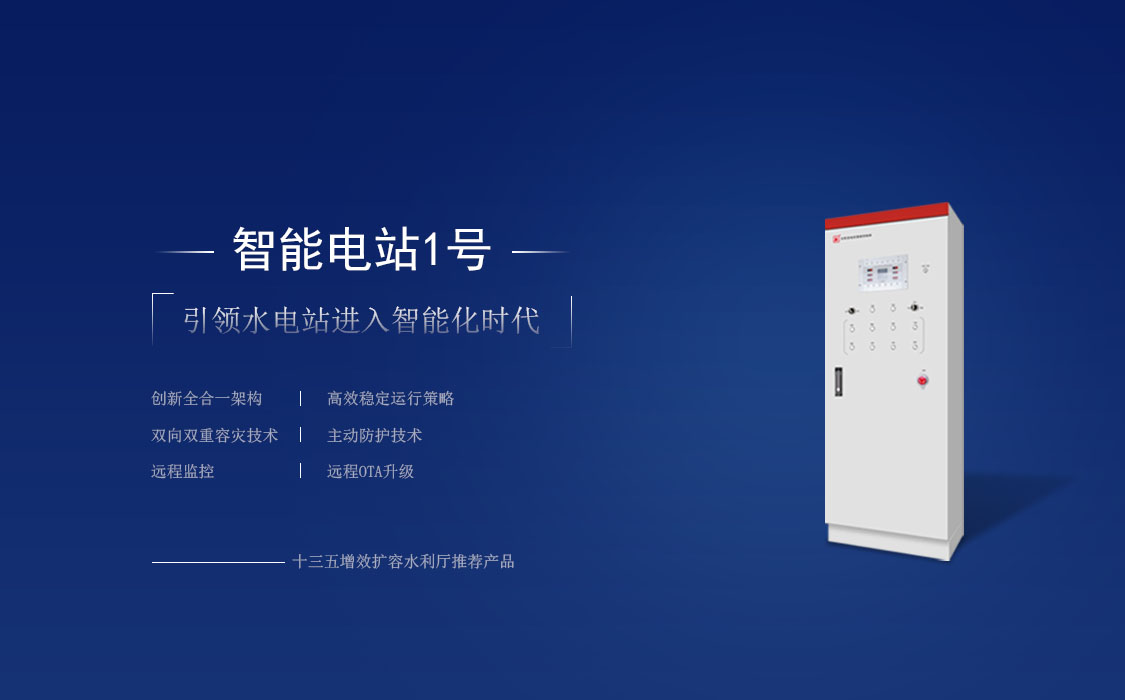 智能电站1号
引领水电站进入智能化时代
创新全合一架构 高效稳定运行策略
双向双重容灾技术 主动防护技术
远程监控 远程OTA升级
十三五增效扩容水利厅推荐产品